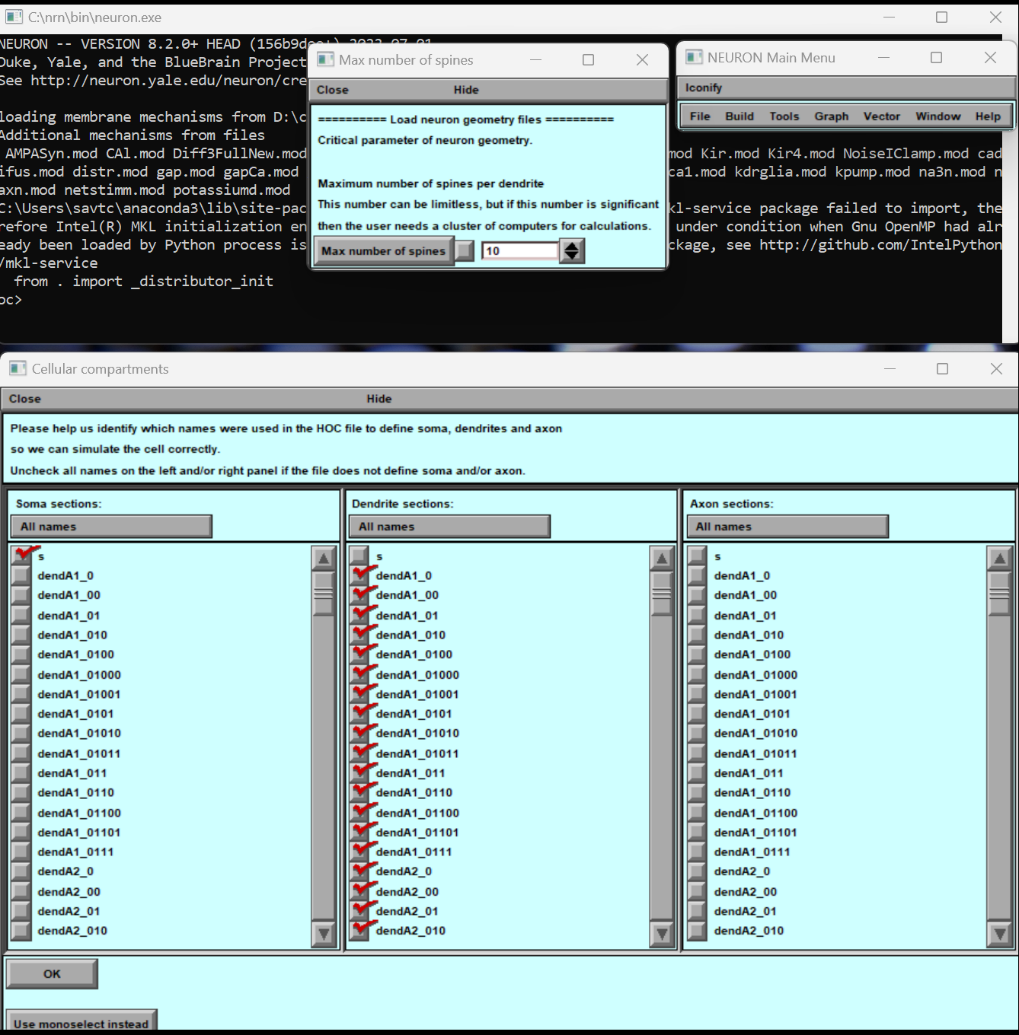 C:\nrn\bin\neuron.exe
NEURON -- VERSION 8.2.0+ HEAD (156b9d
Duke, Yale, and the BlueBrain Project
See http://neuron.yale.edu/neuron/cre
loading membrane mechanisms from D:\c
Additional mechanisms from files
AMPASyn.mod CAl.mod Diff3FullNew.mod
mod Kir.mod Kir4.mod NoiseIClamp.mod cad
ifus.mod distr.mod gap.mod gapCa.mod
ca1.mod kdrglia.mod kpump.mod na3n.mod n
axn.mod netstimm.mod potassiumd.mod
C:\Users\savtc\anaconda3\lib\site-pac
kl-service package failed to import, the
refore Intel(R) MKL initialization en
under condition when Gnu OpenMP had alr
eady been loaded by Python process is
ckage, see http://github.com/IntelPython
/mkl-service
from . import _distributor_init
oc>
Max number of spines
Close Hide
========== Load neuron geometry files ==========
Critical parameter of neuron geometry.
Maximum number of spines per dendrite
This number can be limitless, but if this number is significant
then the user needs a cluster of computers for calculations.
Max number of spines 10
NEURON Main Menu
Iconify
File Build Tools Graph Vector Window Help
Cellular compartments
Close Hide
Please help us identify which names were used in the HOC file to define soma, dendrites and axon
so we can simulate the cell correctly.
Uncheck all names on the left and/or right panel if the file does not define soma and/or axon.
Soma sections:
All names
s
dendA1_0
dendA1_00
dendA1_01
dendA1_010
dendA1_0100
dendA1_01000
dendA1_01001
dendA1_0101
dendA1_01010
dendA1_01011
dendA1_011
dendA1_0110
dendA1_01100
dendA1_01101
dendA1_0111
dendA2_0
dendA2_00
dendA2_01
dendA2_010
Dendrite sections:
All names
s
dendA1_0
dendA1_00
dendA1_01
dendA1_010
dendA1_0100
dendA1_01000
dendA1_01001
dendA1_0101
dendA1_01010
dendA1_01011
dendA1_011
dendA1_0110
dendA1_01100
dendA1_01101
dendA1_0111
dendA2_0
dendA2_00
dendA2_01
dendA2_010
Axon sections:
All names
s
dendA1_0
dendA1_00
dendA1_01
dendA1_010
dendA1_0100
dendA1_01000
dendA1_01001
dendA1_0101
dendA1_01010
dendA1_01011
dendA1_011
dendA1_0110
dendA1_01100
dendA1_01101
dendA1_0111
dendA2_0
dendA2_00
dendA2_01
dendA2_010
OK
Use monoselect instead